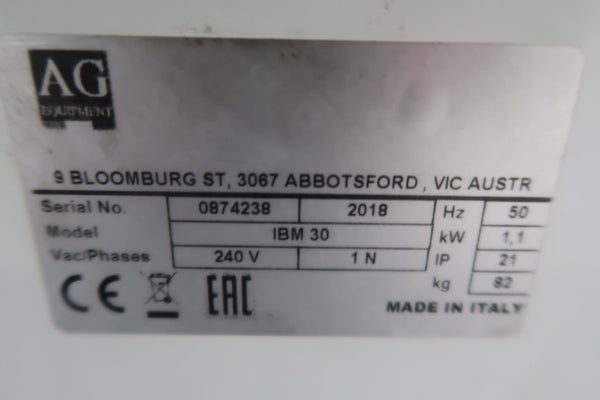 AG
EQUIPMENT
9 BLOOMBURG ST, 3067 ABBOTSFORD , VIC AUSTR
Serial No. 0874238 2018 Hz 50
Model IBM 30 kW 1,1
Vac/Phases 240 V 1 N IP 21
kg 82
CE EAC MADE IN ITALY